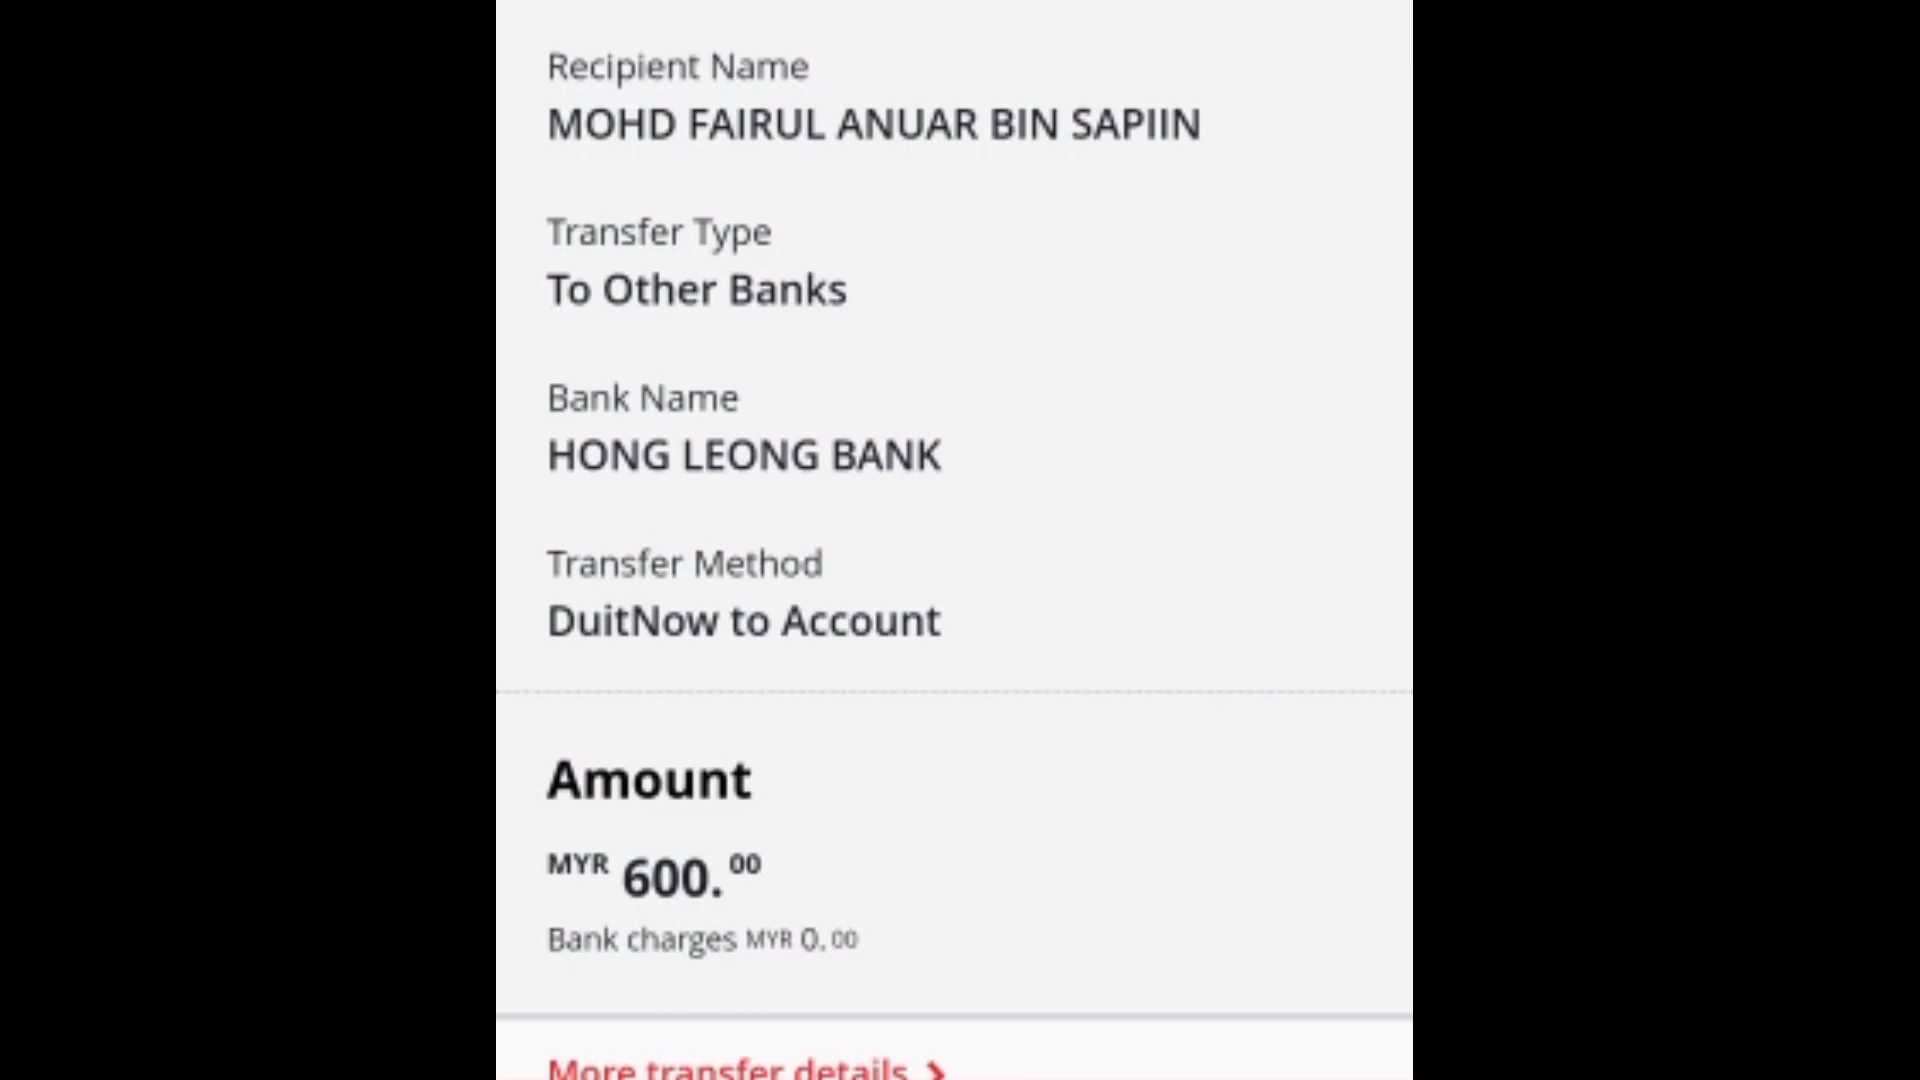 Recipient Name
MOHD FAIRUL ANUAR BIN SAPIIN
Transfer Type
To Other Banks
Bank Name
HONG LEONG BANK
Transfer Method
DuitNow to Account
Amount
MYR 600.00
Bank charges MYR 0.00
More transfer details